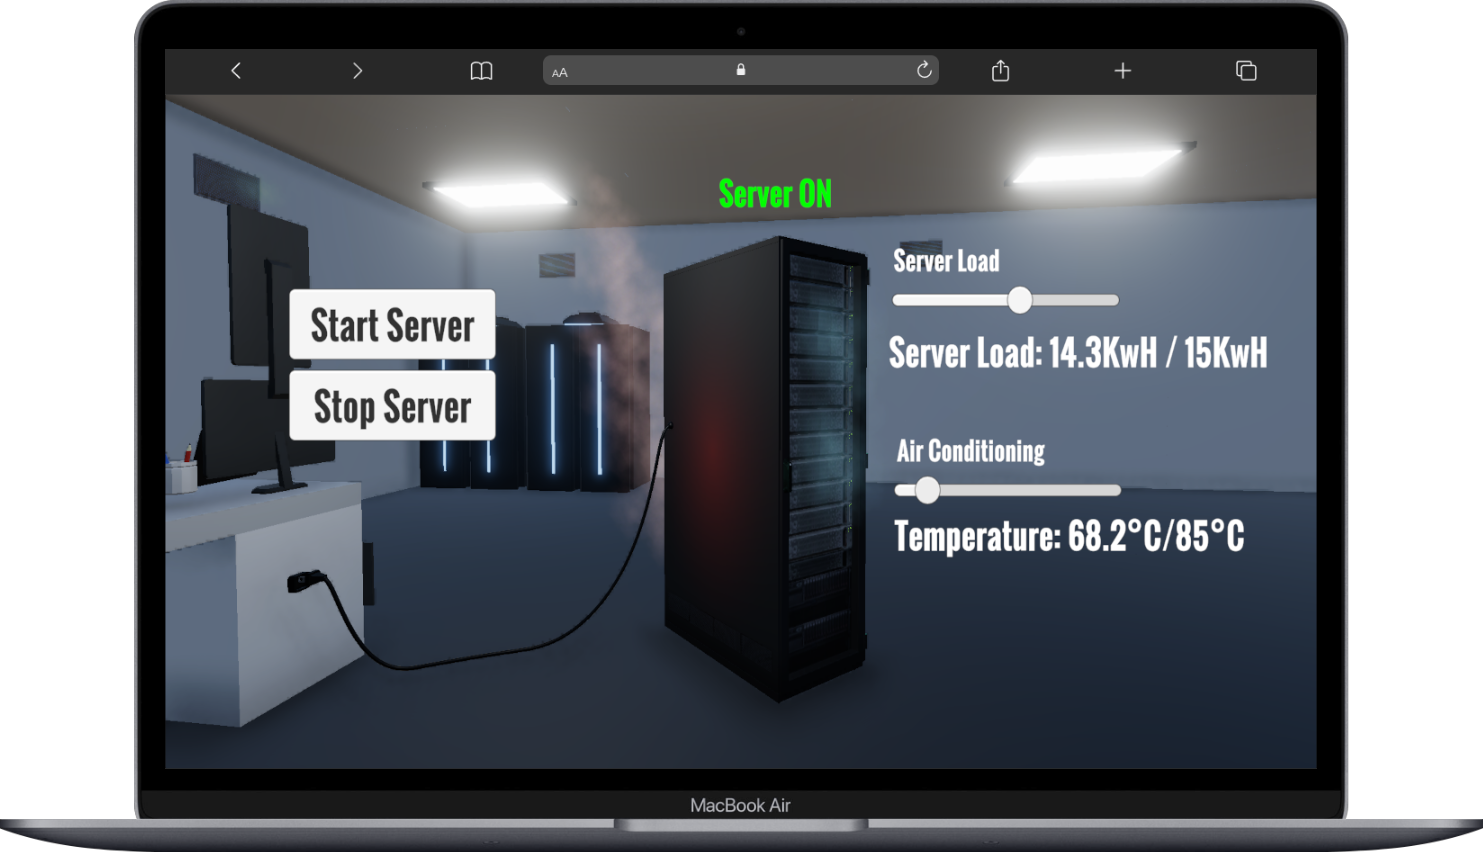 AA
Server ON
Start Server
Stop Server
Server Load
Server Load: 14.3KwH / 15KwH
Air Conditioning
Temperature: 68.2°C/85°C
MacBook Air